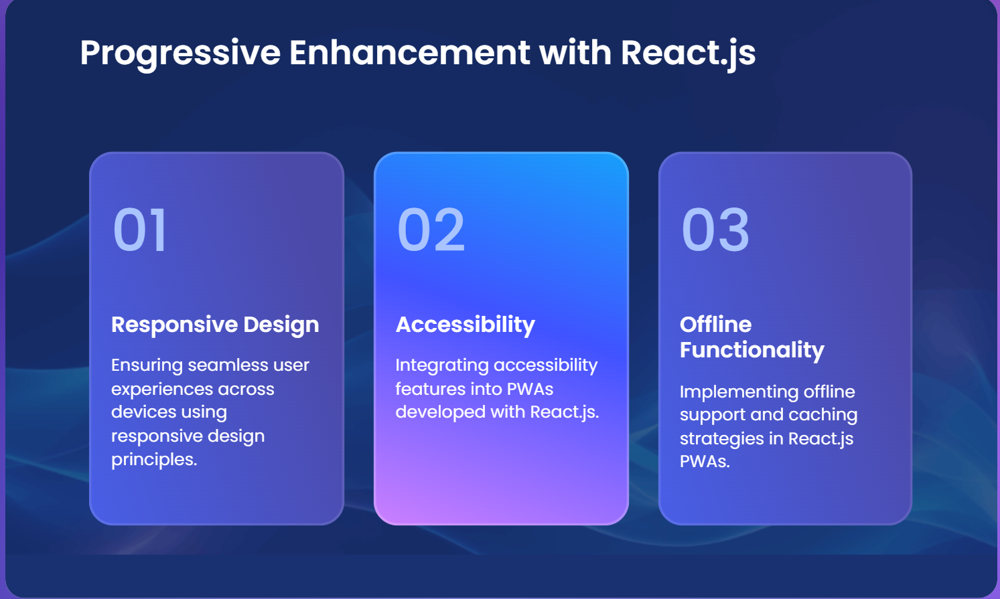 Progressive Enhancement with React.js
01
Responsive Design
Ensuring seamless user
experiences across
devices using
responsive design
principles.
02
Accessibility
Integrating accessibility
features into PWAs
developed with React.js.
03
Offline
Functionality
Implementing offline
support and caching
strategies in React.js
PWAs.